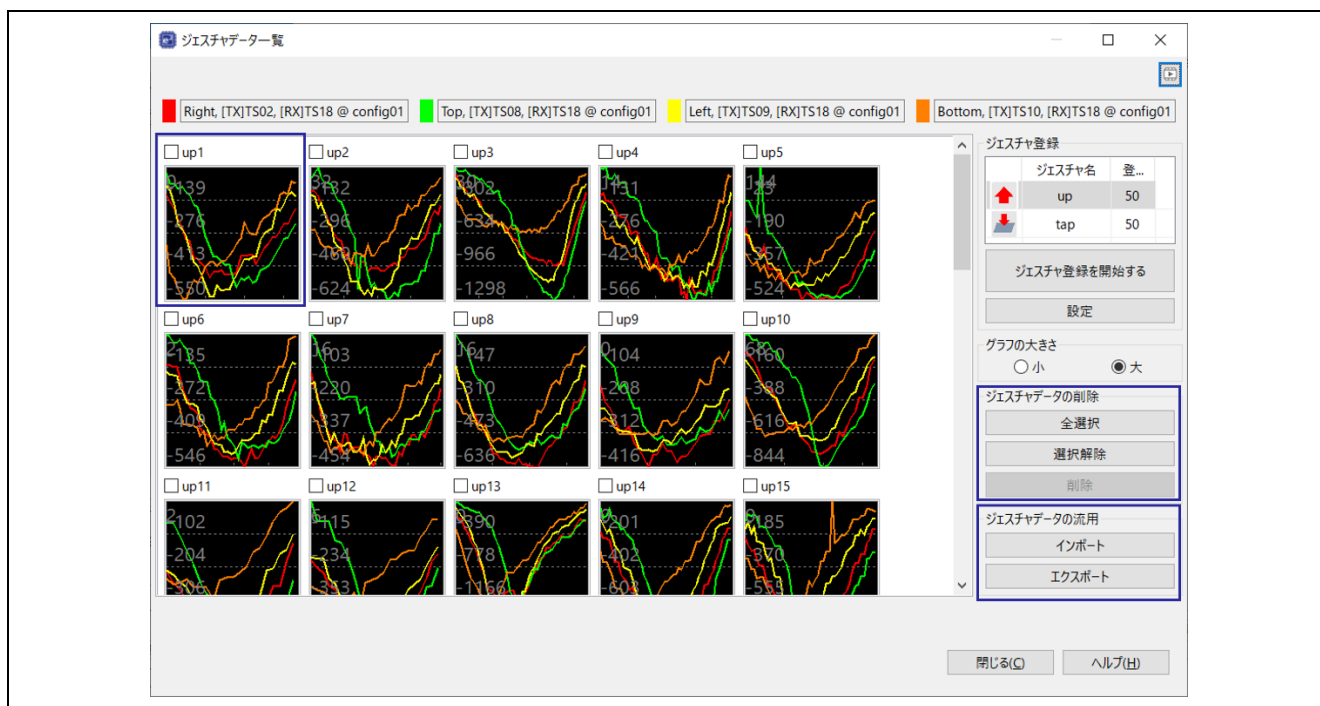 ジェスチャデータ一覧
Right, [TX]TS02, [RX]TS18 @ config01
Top, [TX]TS08, [RX]TS18 @ config01
Left, [TX]TS09, [RX]TS18 @ config01
Bottom, [TX]TS10, [RX]TS18 @ config01
up1
-139
-276
-413
-550
up2
-132
-296
-460
-624
up3
-302
-634
-966
-1298
up4
-131
-276
-421
-566
up5
-190
-357
-524
up6
-135
-272
-409
-546
up7
-103
-220
-337
-454
up8
-147
-310
-473
-636
up9
0
-104
-208
-312
-416
up10
-160
-388
-616
-844
up11
-102
-204
-306
up12
-115
-234
-353
up13
-390
-778
-1166
up14
-201
-402
-603
up15
-185
-370
-555
ジェスチャ登録
ジェスチャ名 登...
up 50
tap 50
ジェスチャ登録を開始する
設定
グラフの大きさ
小 大
ジェスチャデータの削除
全選択
選択解除
削除
ジェスチャデータの流用
インポート
エクスポート
閉じる(C) ヘルプ(H)